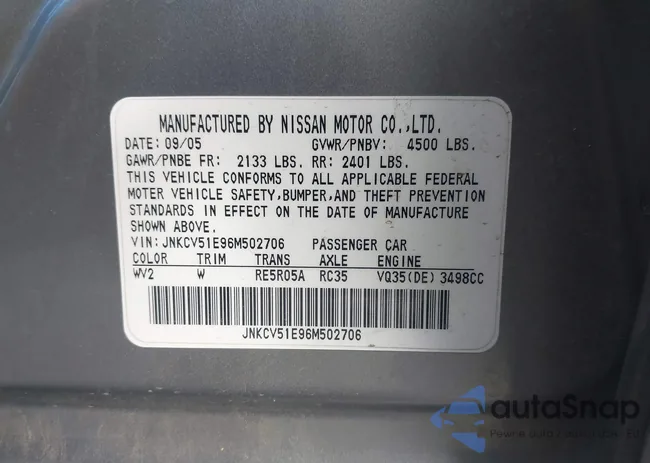 MANUFACTURED BY NISSAN MOTOR CO.,LTD.
DATE: 09/05 GVWR/PNBV: 4500 LBS.
GAWR/PNBE FR: 2133 LBS. RR: 2401 LBS.
THIS VEHICLE CONFORMS TO ALL APPLICABLE FEDERAL
MOTOR VEHICLE SAFETY, BUMPER, AND THEFT PREVENTION
STANDARDS IN EFFECT ON THE DATE OF MANUFACTURE
SHOWN ABOVE.
VIN: JNKCV51E96M502706 PASSENGER CAR
COLOR TRIM TRANS AXLE ENGINE
WV2 W RE5R05A RC35 VQ35(DE) 3498CC
JNKCV51E96M502706
autoSnap
Pewne auta z